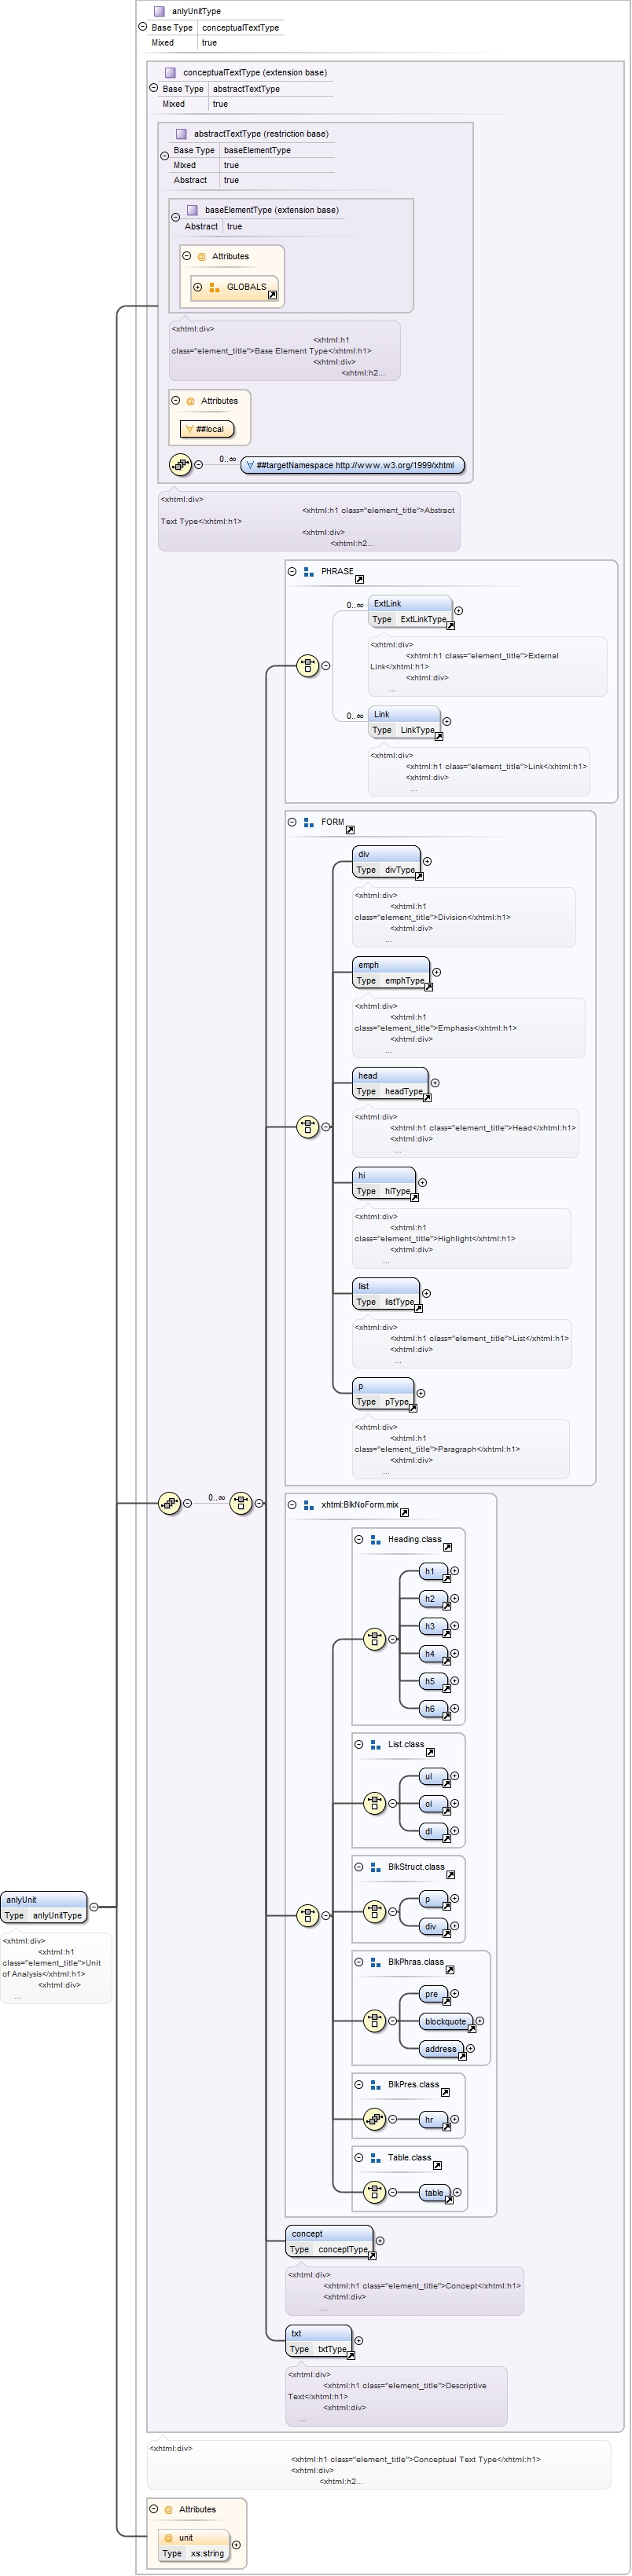 anlyUnitType
Base Type conceptualTextType
Mixed true
conceptualTextType (extension base)
Base Type abstractTextType
Mixed true
abstractTextType (restriction base)
Base Type baseElementType
Mixed true
Abstract true
baseElementType (extension base)
Abstract true
@ Attributes
GLOBALS
<xhtml:div>
<xhtml:h1
class="element_title">Base Element Type</xhtml:h1>
<xhtml:div>
<xhtml:h2...
@ Attributes
##local
0..∞
##targetNamespace http://www.w3.org/1999/xhtml
<xhtml:div>
<xhtml:h1 class="element_title">Abstract
Text Type</xhtml:h1>
<xhtml:div>
<xhtml:h2...
PHRASE
0..∞
ExtLink
Type ExtLinkType
<xhtml:div>
<xhtml:h1 class="element_title">External
Link</xhtml:h1>
<xhtml:div>
...
0..∞
Link
Type LinkType
<xhtml:div>
<xhtml:h1 class="element_title">Link</xhtml:h1>
<xhtml:div>
...
FORM
div
Type divType
<xhtml:div>
<xhtml:h1
class="element_title">Division</xhtml:h1>
<xhtml:div>
...
emph
Type emphType
<xhtml:div>
<xhtml:h1
class="element_title">Emphasis</xhtml:h1>
<xhtml:div>
...
head
Type headType
<xhtml:div>
<xhtml:h1 class="element_title">Head</xhtml:h1>
<xhtml:div>
...
hi
Type hiType
<xhtml:div>
<xhtml:h1
class="element_title">Highlight</xhtml:h1>
<xhtml:div>
...
list
Type listType
<xhtml:div>
<xhtml:h1 class="element_title">List</xhtml:h1>
<xhtml:div>
...
p
Type pType
<xhtml:div>
<xhtml:h1
class="element_title">Paragraph</xhtml:h1>
<xhtml:div>
...
0..∞
xhtml:BlkNoForm.mix
Heading.class
h1
h2
h3
h4
h5
h6
List.class
ul
ol
dl
BlkStruct.class
p
div
BlkPhras.class
pre
blockquote
address
BlkPres.class
hr
Table.class
table
anlyUnit
Type anlyUnitType
<xhtml:div>
<xhtml:h1
class="element_title">Unit
of Analysis</xhtml:h1>
<xhtml:div>
...
concept
Type conceptType
<xhtml:div>
<xhtml:h1 class="element_title">Concept</xhtml:h1>
<xhtml:div>
...
txt
Type txtType
<xhtml:div>
<xhtml:h1 class="element_title">Descriptive
Text</xhtml:h1>
<xhtml:div>
...
<xhtml:div>
<xhtml:h1 class="element_title">Conceptual Text Type</xhtml:h1>
<xhtml:div>
<xhtml:h2...
@ Attributes
@ unit
Type xs:string